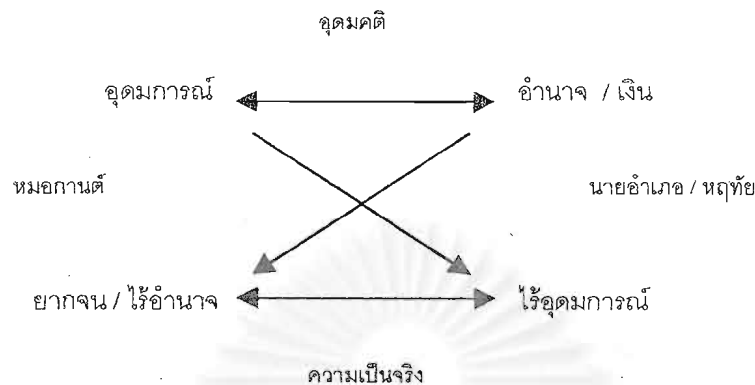 อุดมคติ
อุดมการณ์ อำนาจ / เงิน
หมอกานต์ นายอำเภอ / หฤทัย
ยากจน / ไร้อำนาจ ไร้อุดมการณ์
ความเป็นจริง